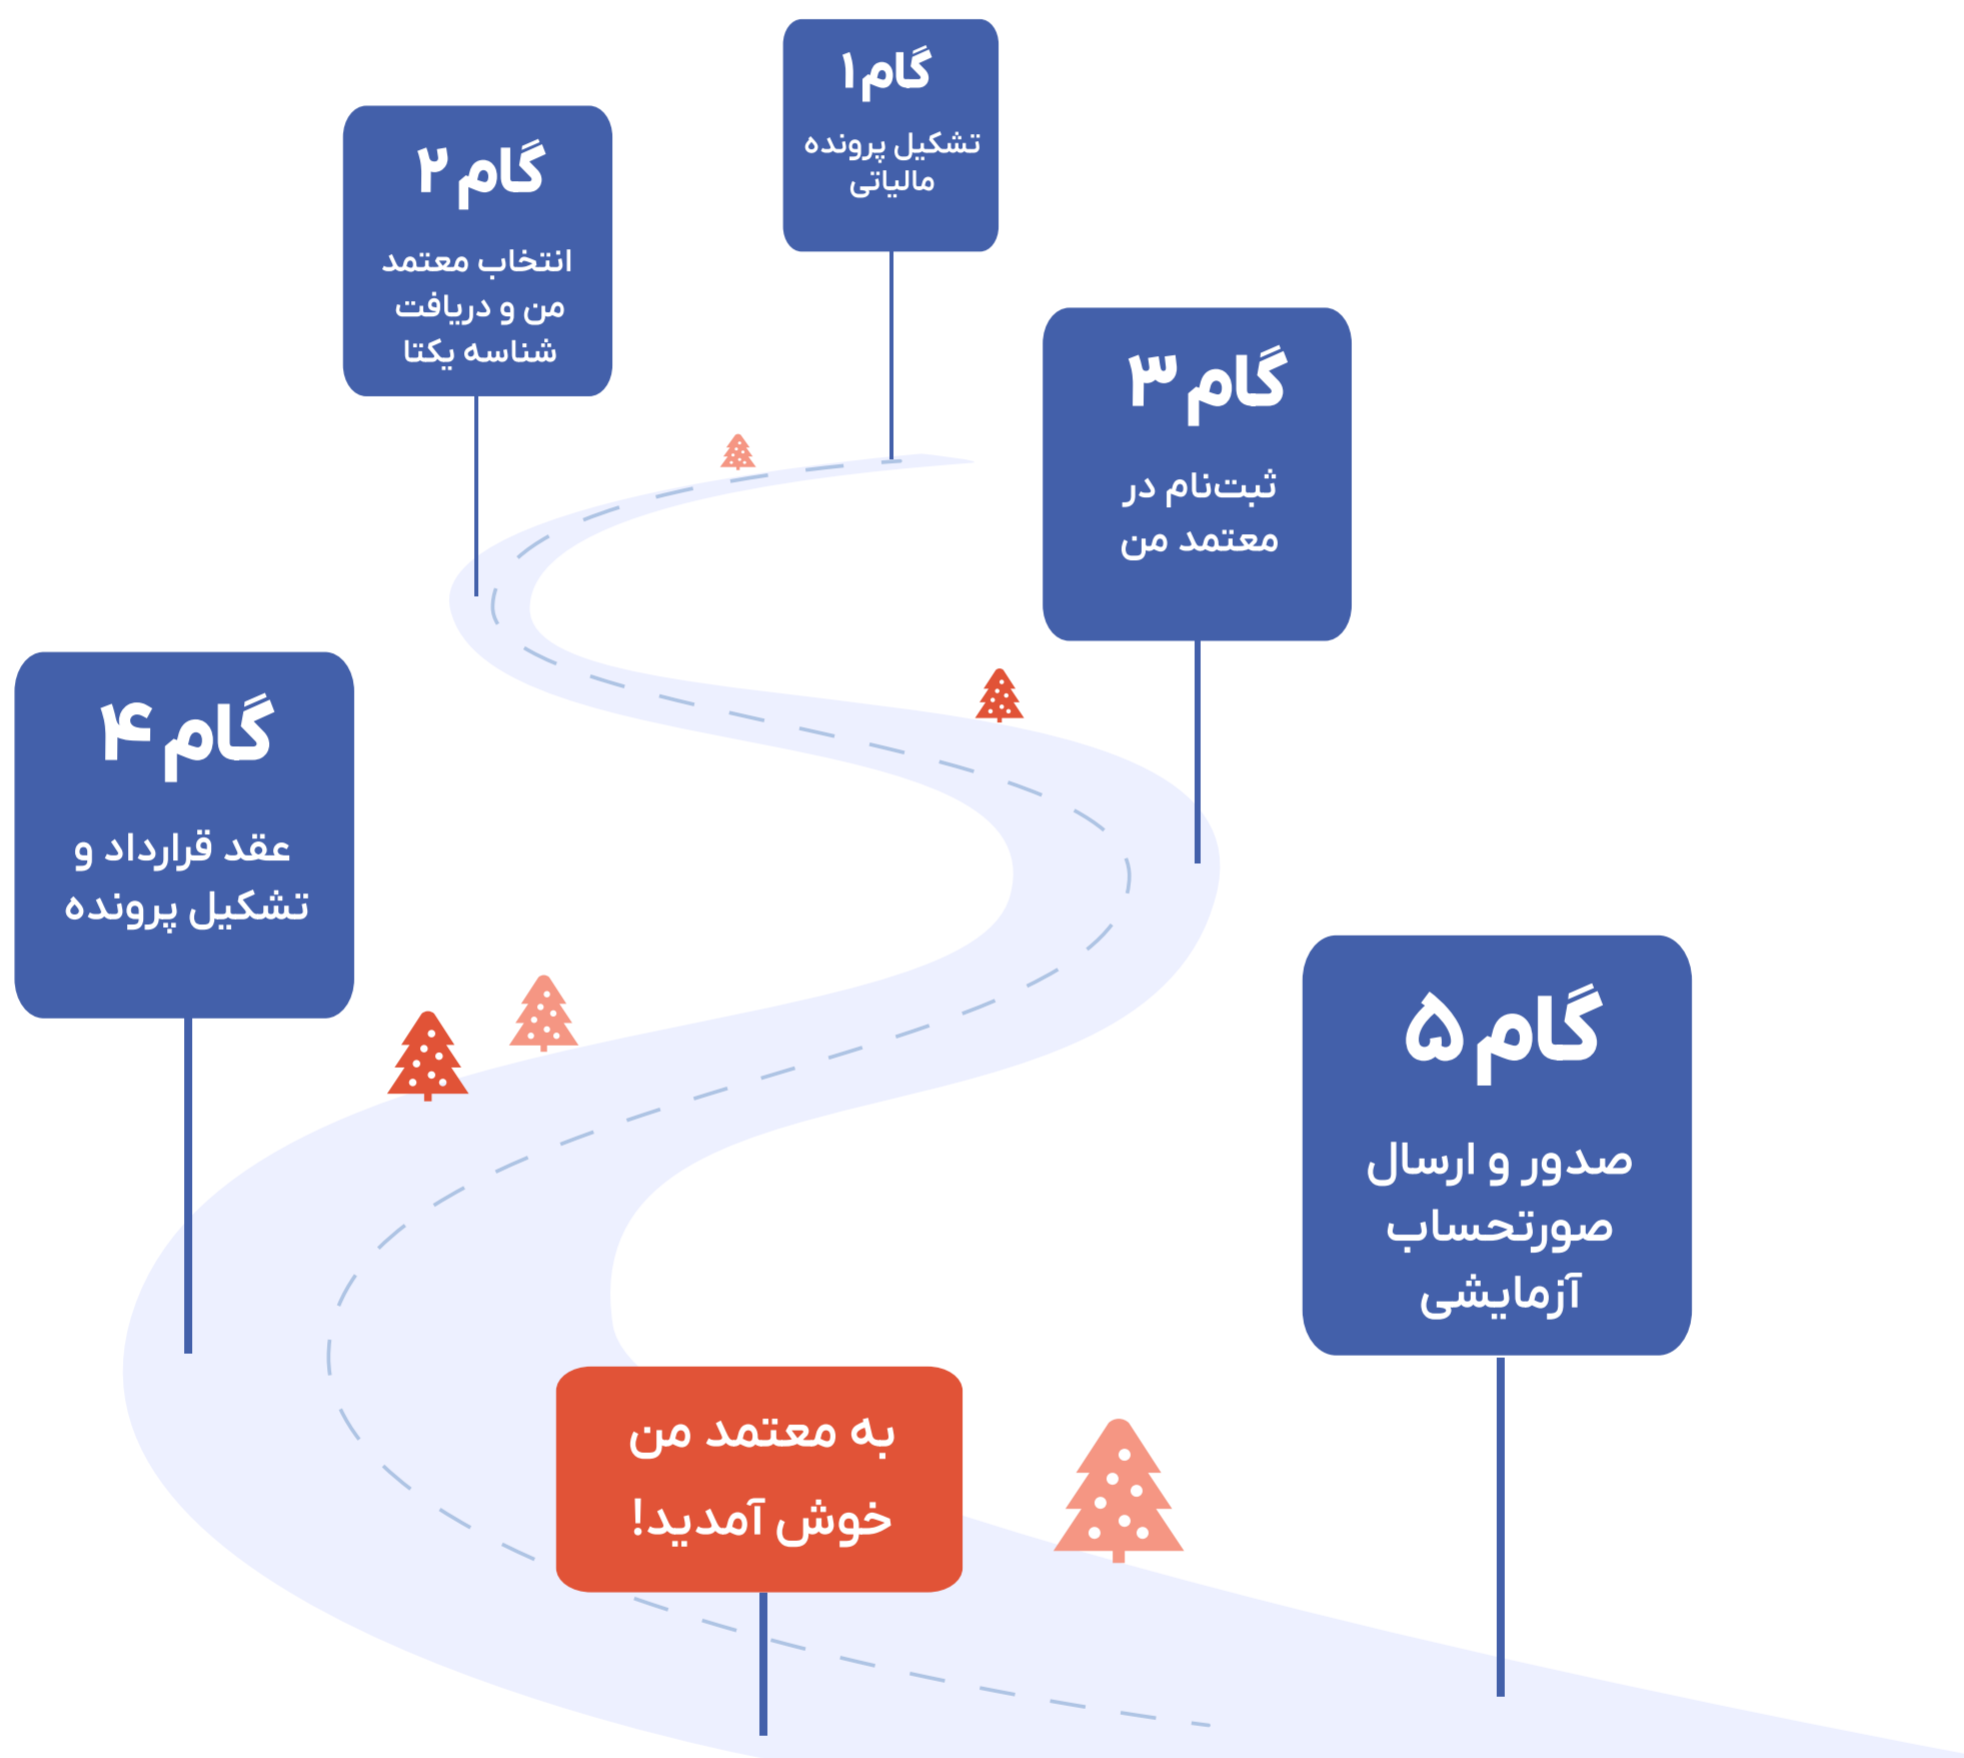 گام ۱
تشکیل پرونده
مالیاتی
گام ۲
انتخاب معتمد
من و دریافت
شناسه یکتا
گام ۳
ثبت‌نام در
معتمد من
گام ۴
عقد قرارداد و
تشکیل پرونده
گام ۵
صدور و ارسال
صورتحساب
آزمایشی
به معتمد من
خوش آمدید!